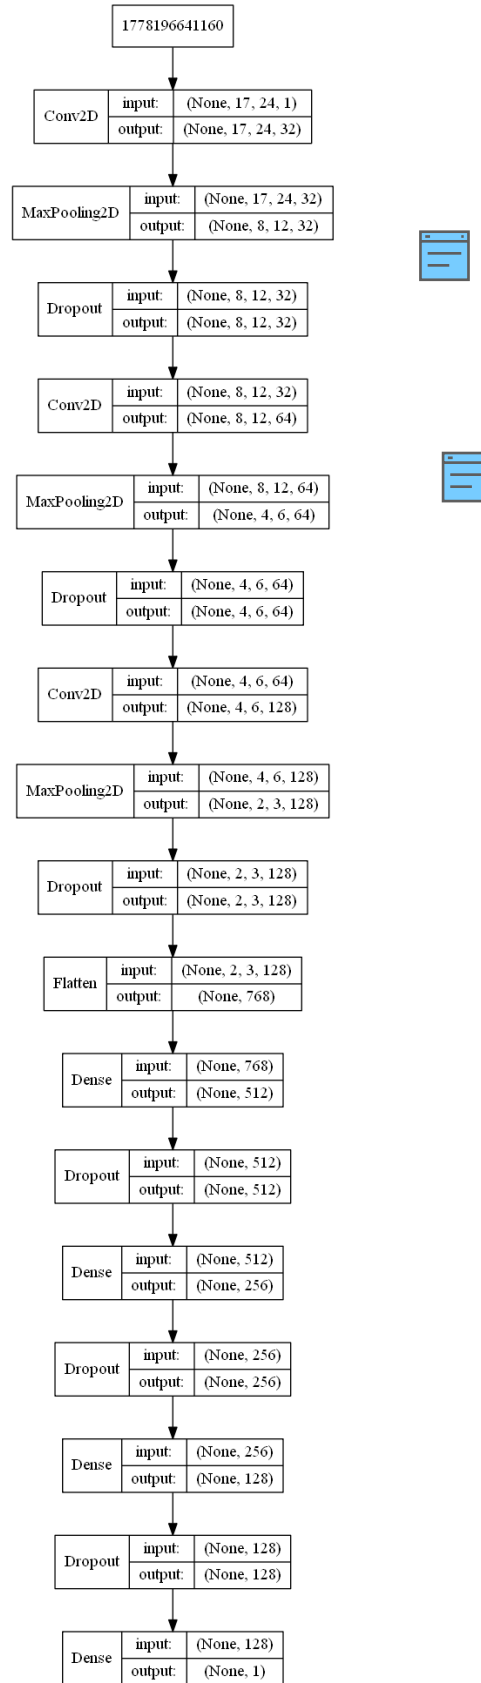 1778196641160
Conv2D input: (None, 17, 24, 1)
output: (None, 17, 24, 32)
MaxPooling2D input: (None, 17, 24, 32)
output: (None, 8, 12, 32)
Dropout input: (None, 8, 12, 32)
output: (None, 8, 12, 32)
Conv2D input: (None, 8, 12, 32)
output: (None, 8, 12, 64)
MaxPooling2D input: (None, 8, 12, 64)
output: (None, 4, 6, 64)
Dropout input: (None, 4, 6, 64)
output: (None, 4, 6, 64)
Conv2D input: (None, 4, 6, 64)
output: (None, 4, 6, 128)
MaxPooling2D input: (None, 4, 6, 128)
output: (None, 2, 3, 128)
Dropout input: (None, 2, 3, 128)
output: (None, 2, 3, 128)
Flatten input: (None, 2, 3, 128)
output: (None, 768)
Dense input: (None, 768)
output: (None, 512)
Dropout input: (None, 512)
output: (None, 512)
Dense input: (None, 512)
output: (None, 256)
Dropout input: (None, 256)
output: (None, 256)
Dense input: (None, 256)
output: (None, 128)
Dropout input: (None, 128)
output: (None, 128)
Dense input: (None, 128)
output: (None, 1)